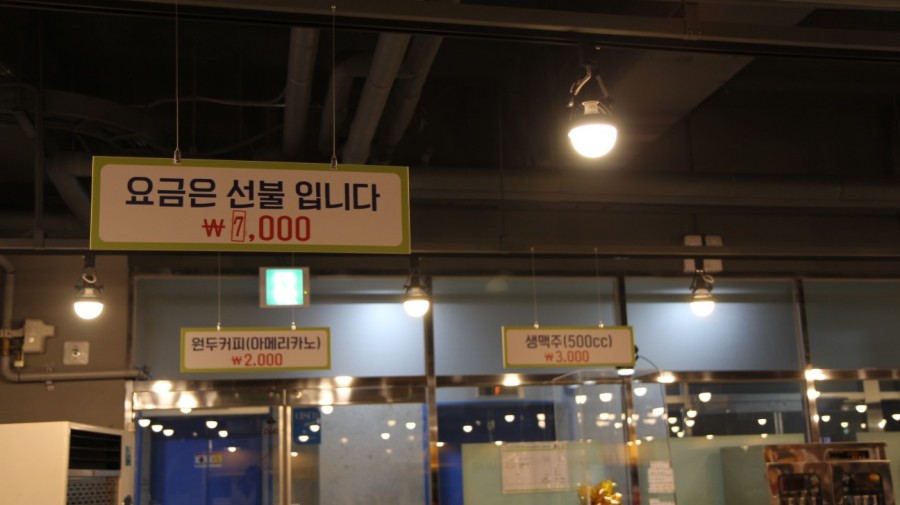 요금은 선불 입니다
₩7,000
원두커피(아메리카노)
₩2.000
생맥주(500cc)
₩3.000